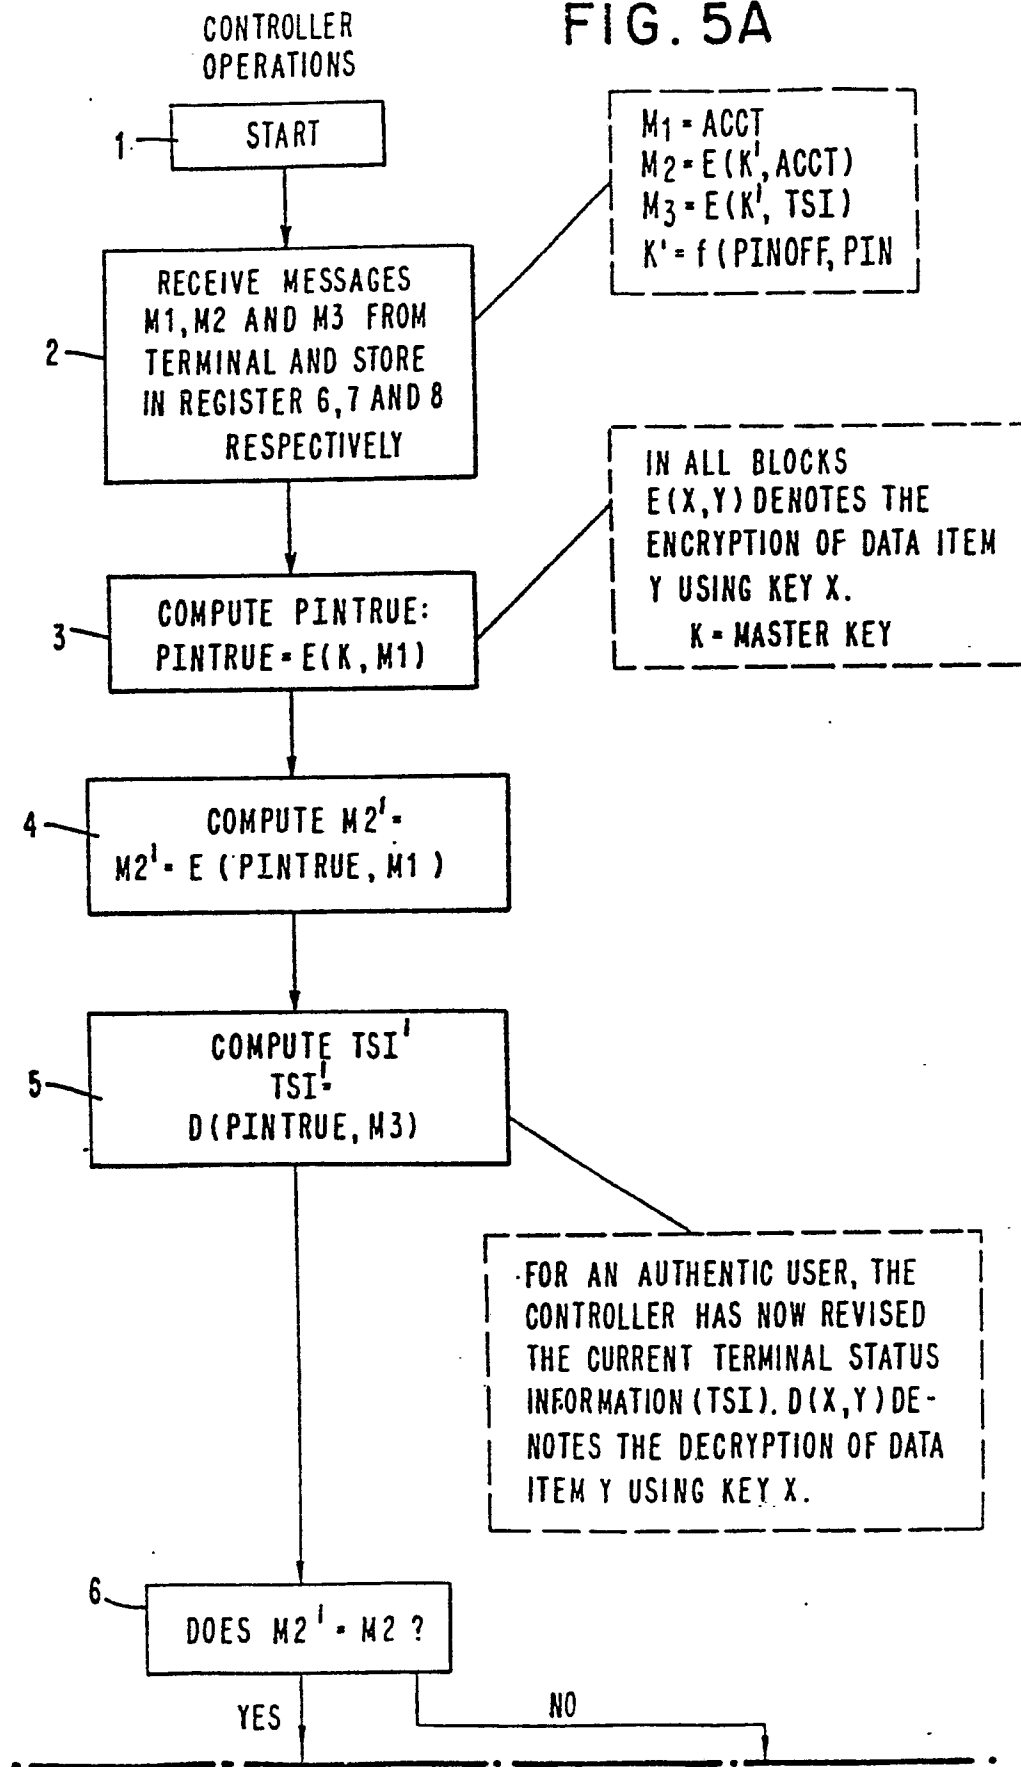 CONTROLLER
OPERATIONS
FIG. 5A
1
START
M1 = ACCT
M2 = E(K', ACCT)
M3 = E(K', TSI)
K' = f(PINOFF, PIN
2
RECEIVE MESSAGES
M1, M2 AND M3 FROM
TERMINAL AND STORE
IN REGISTER 6, 7 AND 8
RESPECTIVELY
IN ALL BLOCKS
E(X,Y) DENOTES THE
ENCRYPTION OF DATA ITEM
Y USING KEY X.
K = MASTER KEY
3
COMPUTE PINTRUE:
PINTRUE = E(K, M1)
4
COMPUTE M2' =
M2' = E (PINTRUE, M1 )
5
COMPUTE TSI'
TSI' =
D(PINTRUE, M3)
FOR AN AUTHENTIC USER, THE
CONTROLLER HAS NOW REVISED
THE CURRENT TERMINAL STATUS
INFORMATION (TSI). D(X,Y) DE-
NOTES THE DECRYPTION OF DATA
ITEM Y USING KEY X.
6
DOES M2' = M2 ?
YES
NO